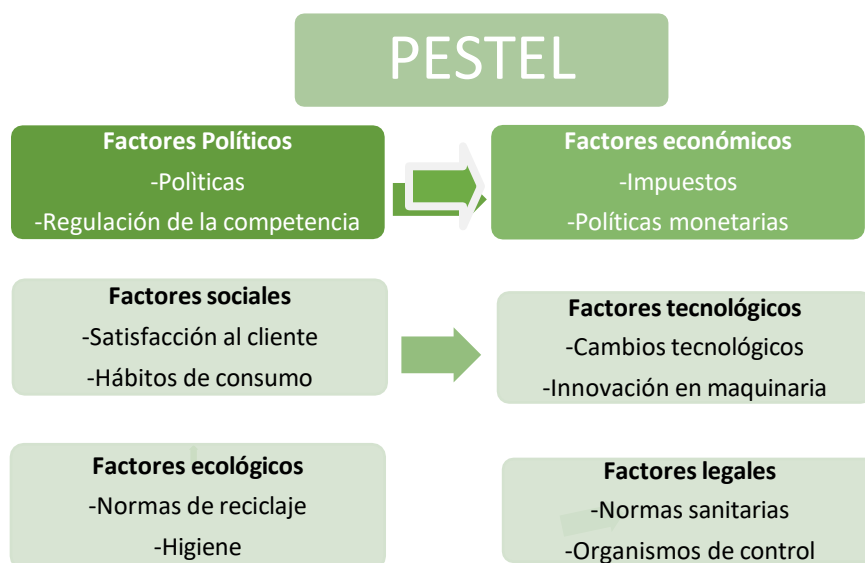 PESTEL
Factores Políticos
-Polìticas
-Regulación de la competencia
Factores económicos
-Impuestos
-Políticas monetarias
Factores sociales
-Satisfacción al cliente
-Hábitos de consumo
Factores tecnológicos
-Cambios tecnológicos
-Innovación en maquinaria
Factores ecológicos
-Normas de reciclaje
-Higiene
Factores legales
-Normas sanitarias
-Organismos de control